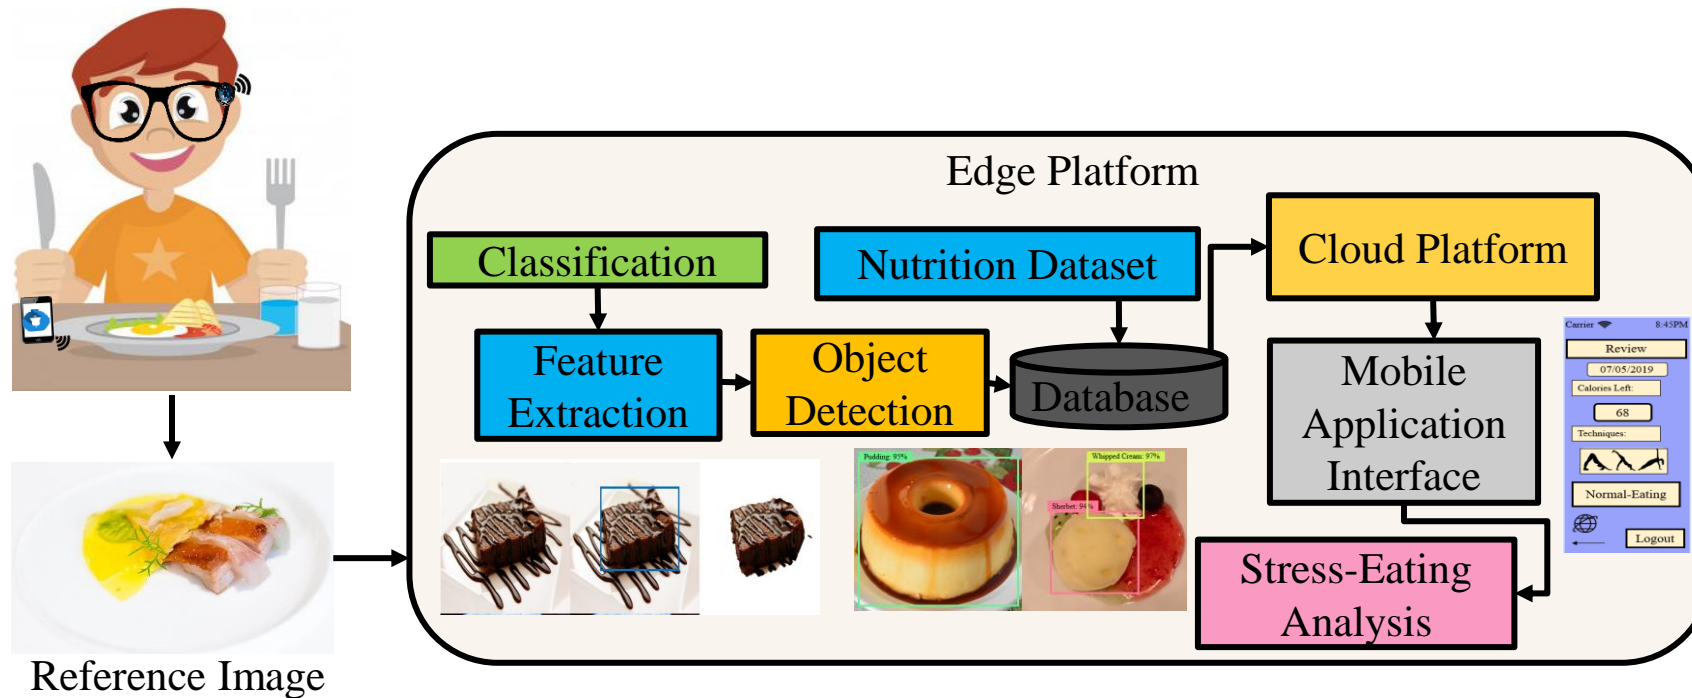 Edge Platform
Classification
Nutrition Dataset
Cloud Platform
Feature
Extraction
Object
Detection
Database
Mobile
Application
Interface
Stress-Eating
Analysis
Pudding: 95%
Whipped Cream: 97%
Sherbet: 94%
Carrier
8:45PM
Review
07/05/2019
Calories Left:
68
Techniques:
Normal-Eating
Logout
Reference Image